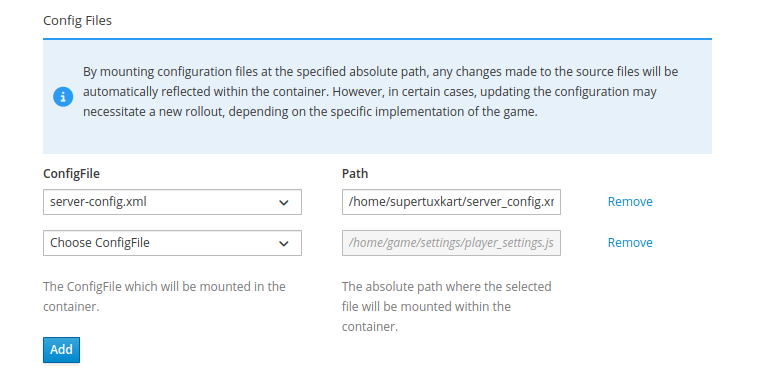 Config Files
By mounting configuration files at the specified absolute path, any changes made to the source files will be
automatically reflected within the container. However, in certain cases, updating the configuration may
necessitate a new rollout, depending on the specific implementation of the game.
ConfigFile Path
server-config.xml /home/supertuxkart/server_config.xr Remove
Choose ConfigFile /home/game/settings/player_settings.js Remove
The ConfigFile which will be mounted in the The absolute path where the selected
container. file will be mounted within the
container.
Add